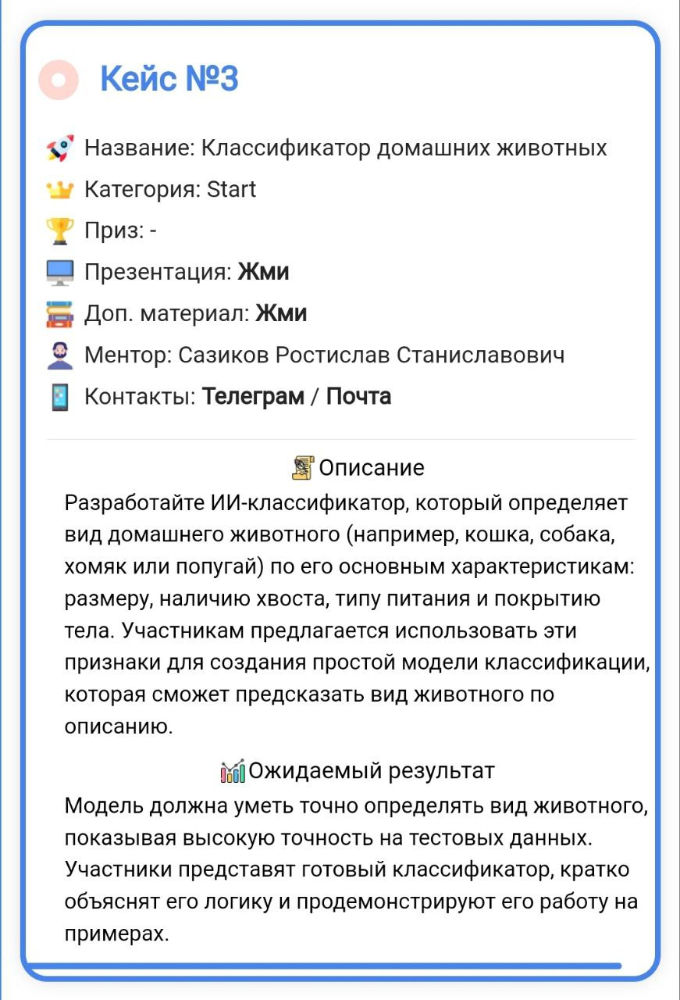 Кейс №3
Название: Классификатор домашних животных
Категория: Start
Приз: -
Презентация: Жми
Доп. материал: Жми
Ментор: Сазиков Ростислав Станиславович
Контакты: Телеграм / Почта
Описание
Разработайте ИИ-классификатор, который определяет
вид домашнего животного (например, кошка, собака,
хомяк или попугай) по его основным характеристикам:
размеру, наличию хвоста, типу питания и покрытию
тела. Участникам предлагается использовать эти
признаки для создания простой модели классификации,
которая сможет предсказать вид животного по
описанию.
Ожидаемый результат
Модель должна уметь точно определять вид животного,
показывая высокую точность на тестовых данных.
Участники представят готовый классификатор, кратко
объяснят его логику и продемонстрируют его работу на
примерах.